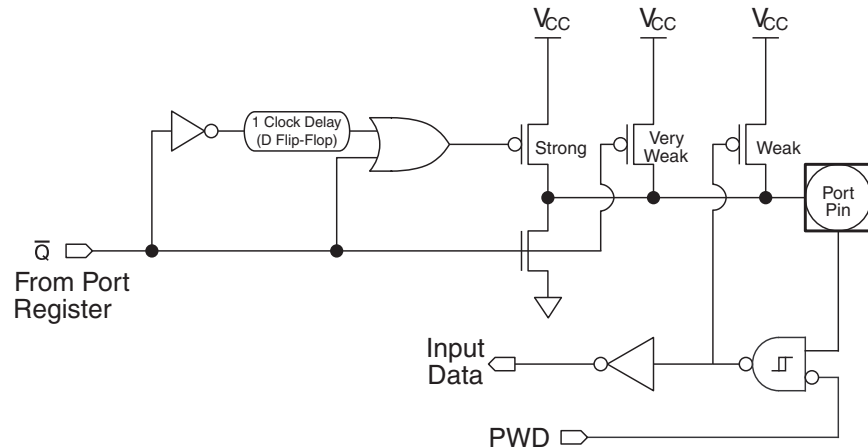 VCC
VCC
VCC
1 Clock Delay
(D Flip-Flop)
Strong
Very
Weak
Weak
Port
Pin
Q
From Port
Register
Input
Data
PWD